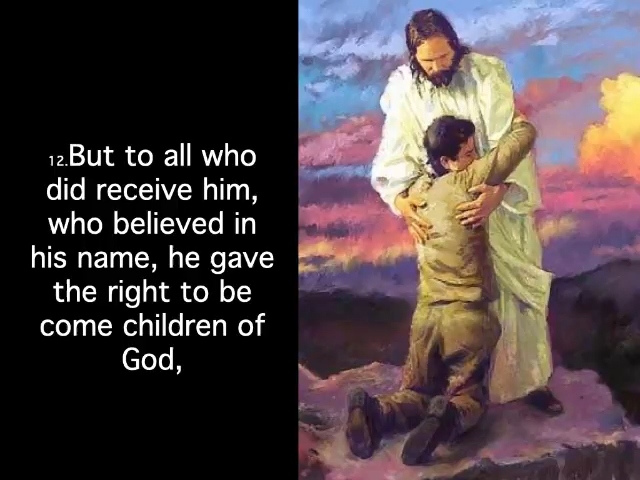 12.But to all who
did receive him,
who believed in
his name, he gave
the right to be
come children of
God,